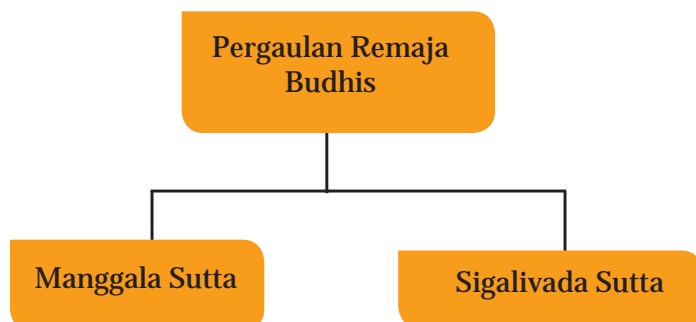 Pergaulan Remaja
Budhis
Manggala Sutta
Sigalivada Sutta